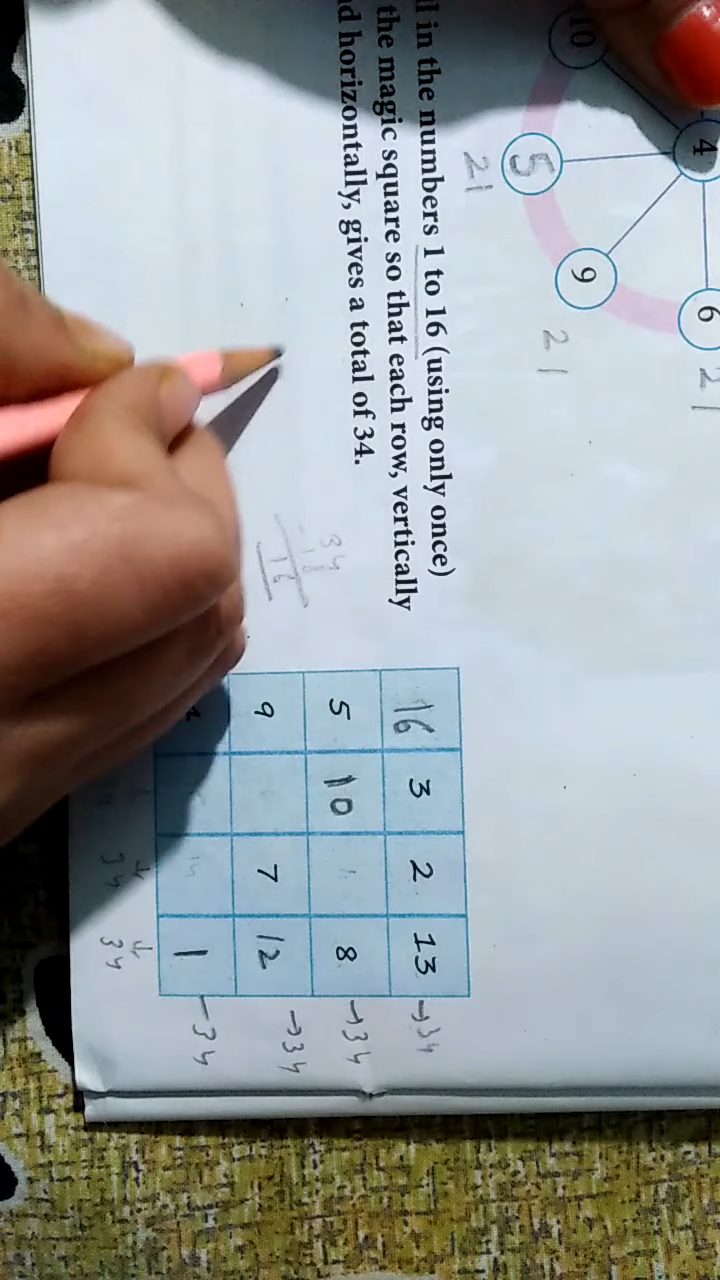 10
4
5
9
6
21
21
21
l in the numbers 1 to 16 (using only once)
the magic square so that each row, vertically
d horizontally, gives a total of 34.
34
16
16 3 2 13 →34
5 10 8 →34
9 7 12 →34
1 -34
34 34